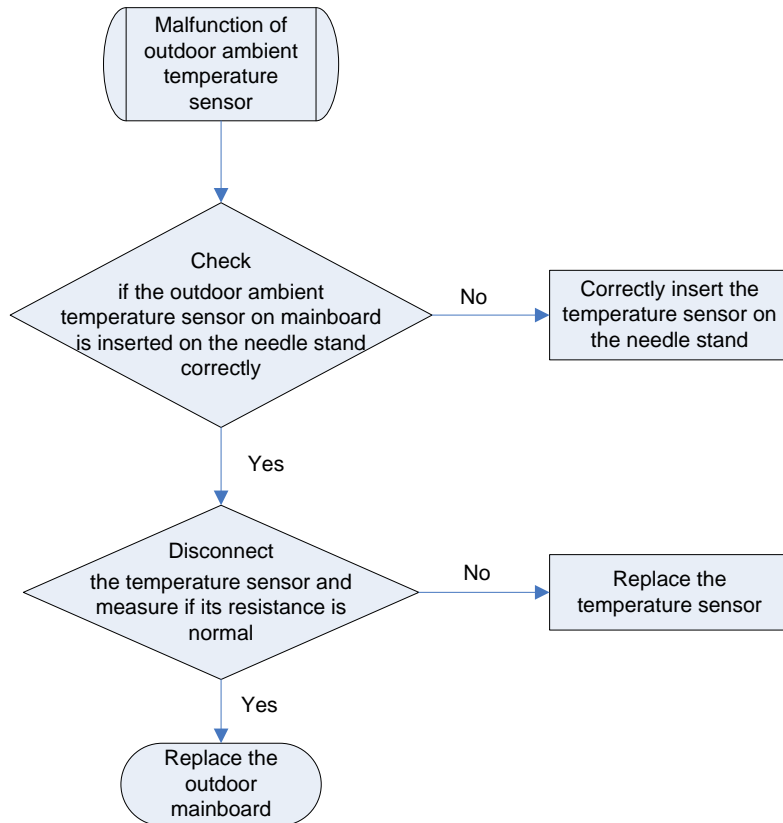 Malfunction of
outdoor ambient
temperature
sensor
Check
if the outdoor ambient
temperature sensor on mainboard
is inserted on the needle stand
correctly
No
Correctly insert the
temperature sensor on
the needle stand
Yes
Disconnect
the temperature sensor and
measure if its resistance is
normal
No
Replace the
temperature sensor
Yes
Replace the
outdoor
mainboard